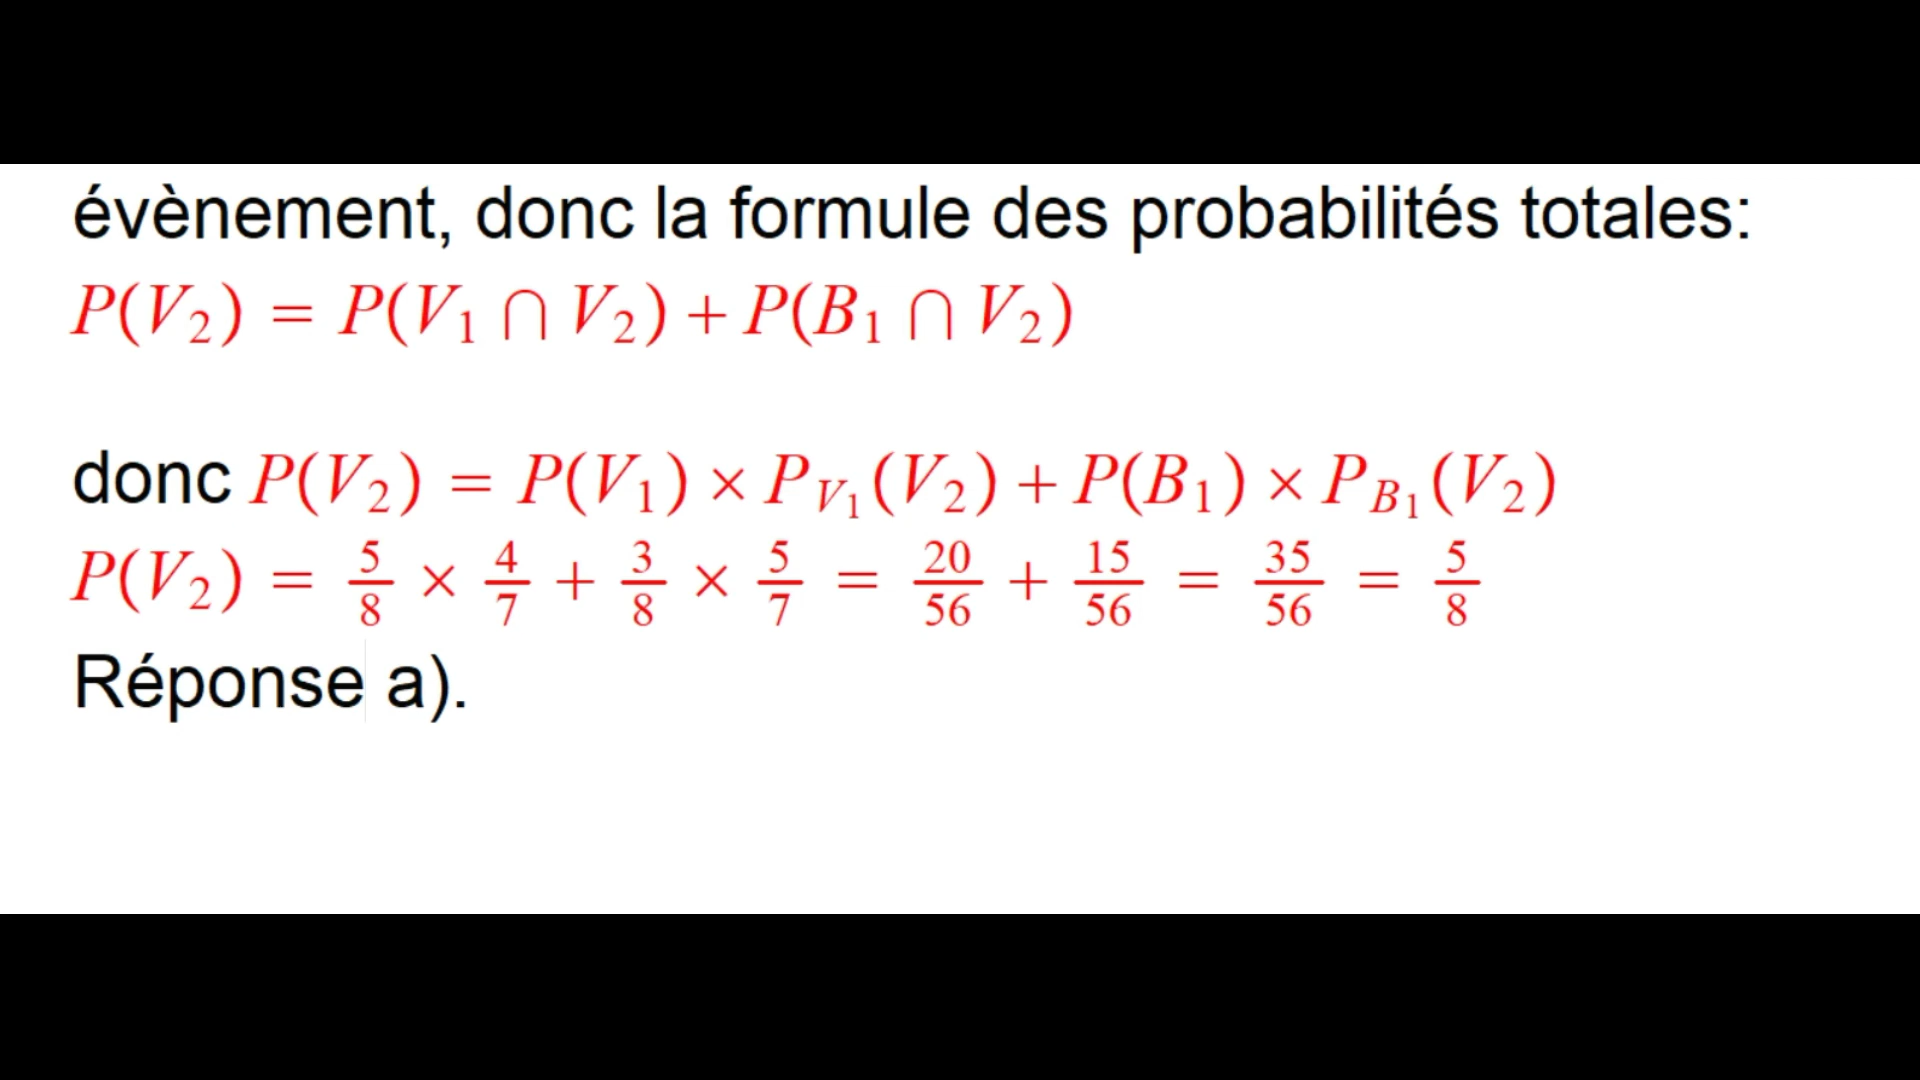 évènement, donc la formule des probabilités totales:
P(V₂) = P(V₁ ∩ V₂) + P(B₁ ∩ V₂)
donc P(V₂) = P(V₁) × P_{V₁}(V₂) + P(B₁) × P_{B₁}(V₂)
P(V₂) = 5/8 × 4/7 + 3/8 × 5/7 = 20/56 + 15/56 = 35/56 = 5/8
Réponse a).